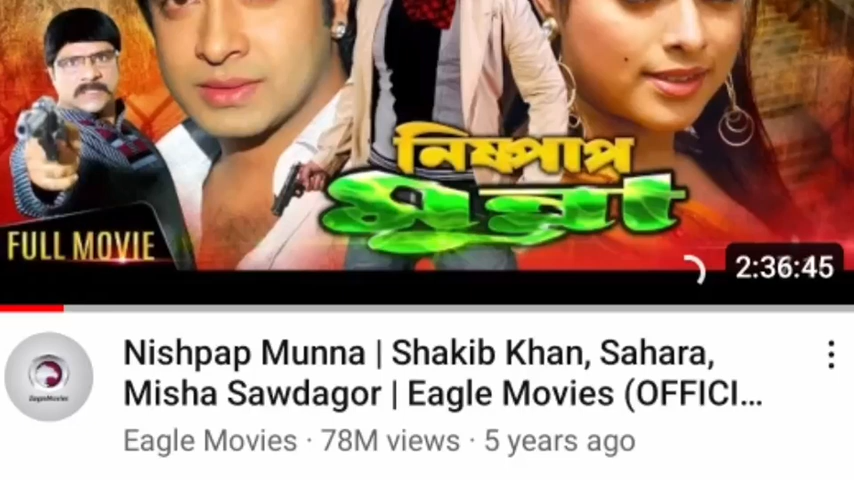 নিষ্পাপ
মুন্না
FULL MOVIE
2:36:45
Nishpap Munna | Shakib Khan, Sahara,
Misha Sawdagor | Eagle Movies (OFFICI...
Eagle Movies · 78M views · 5 years ago
EagleMovies